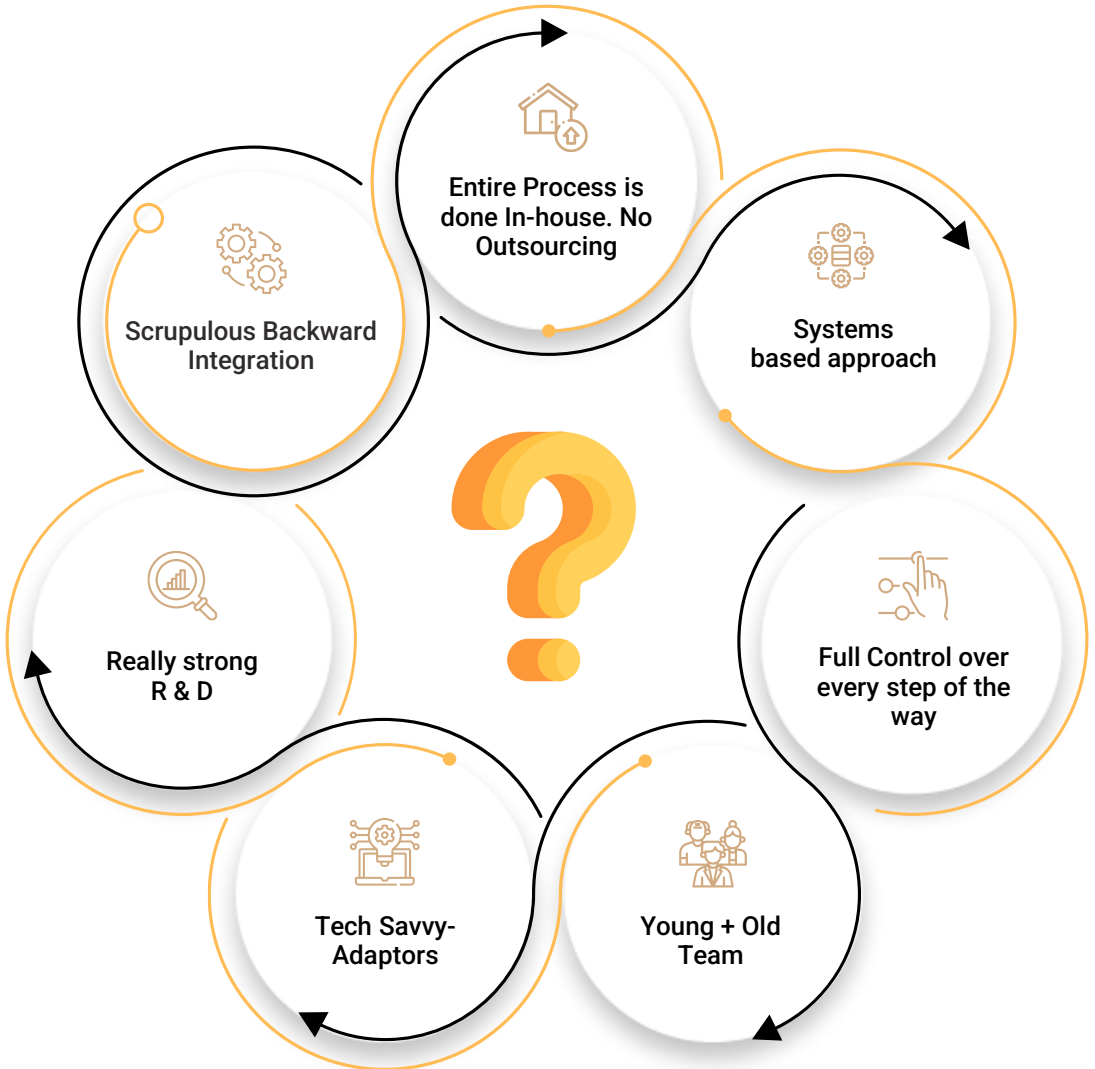 Entire Process is
done In-house. No
Outsourcing
Systems
based approach
Full Control over
every step of the
way
Young + Old
Team
Tech Savvy-
Adaptors
Really strong
R & D
Scrupulous Backward
Integration
?